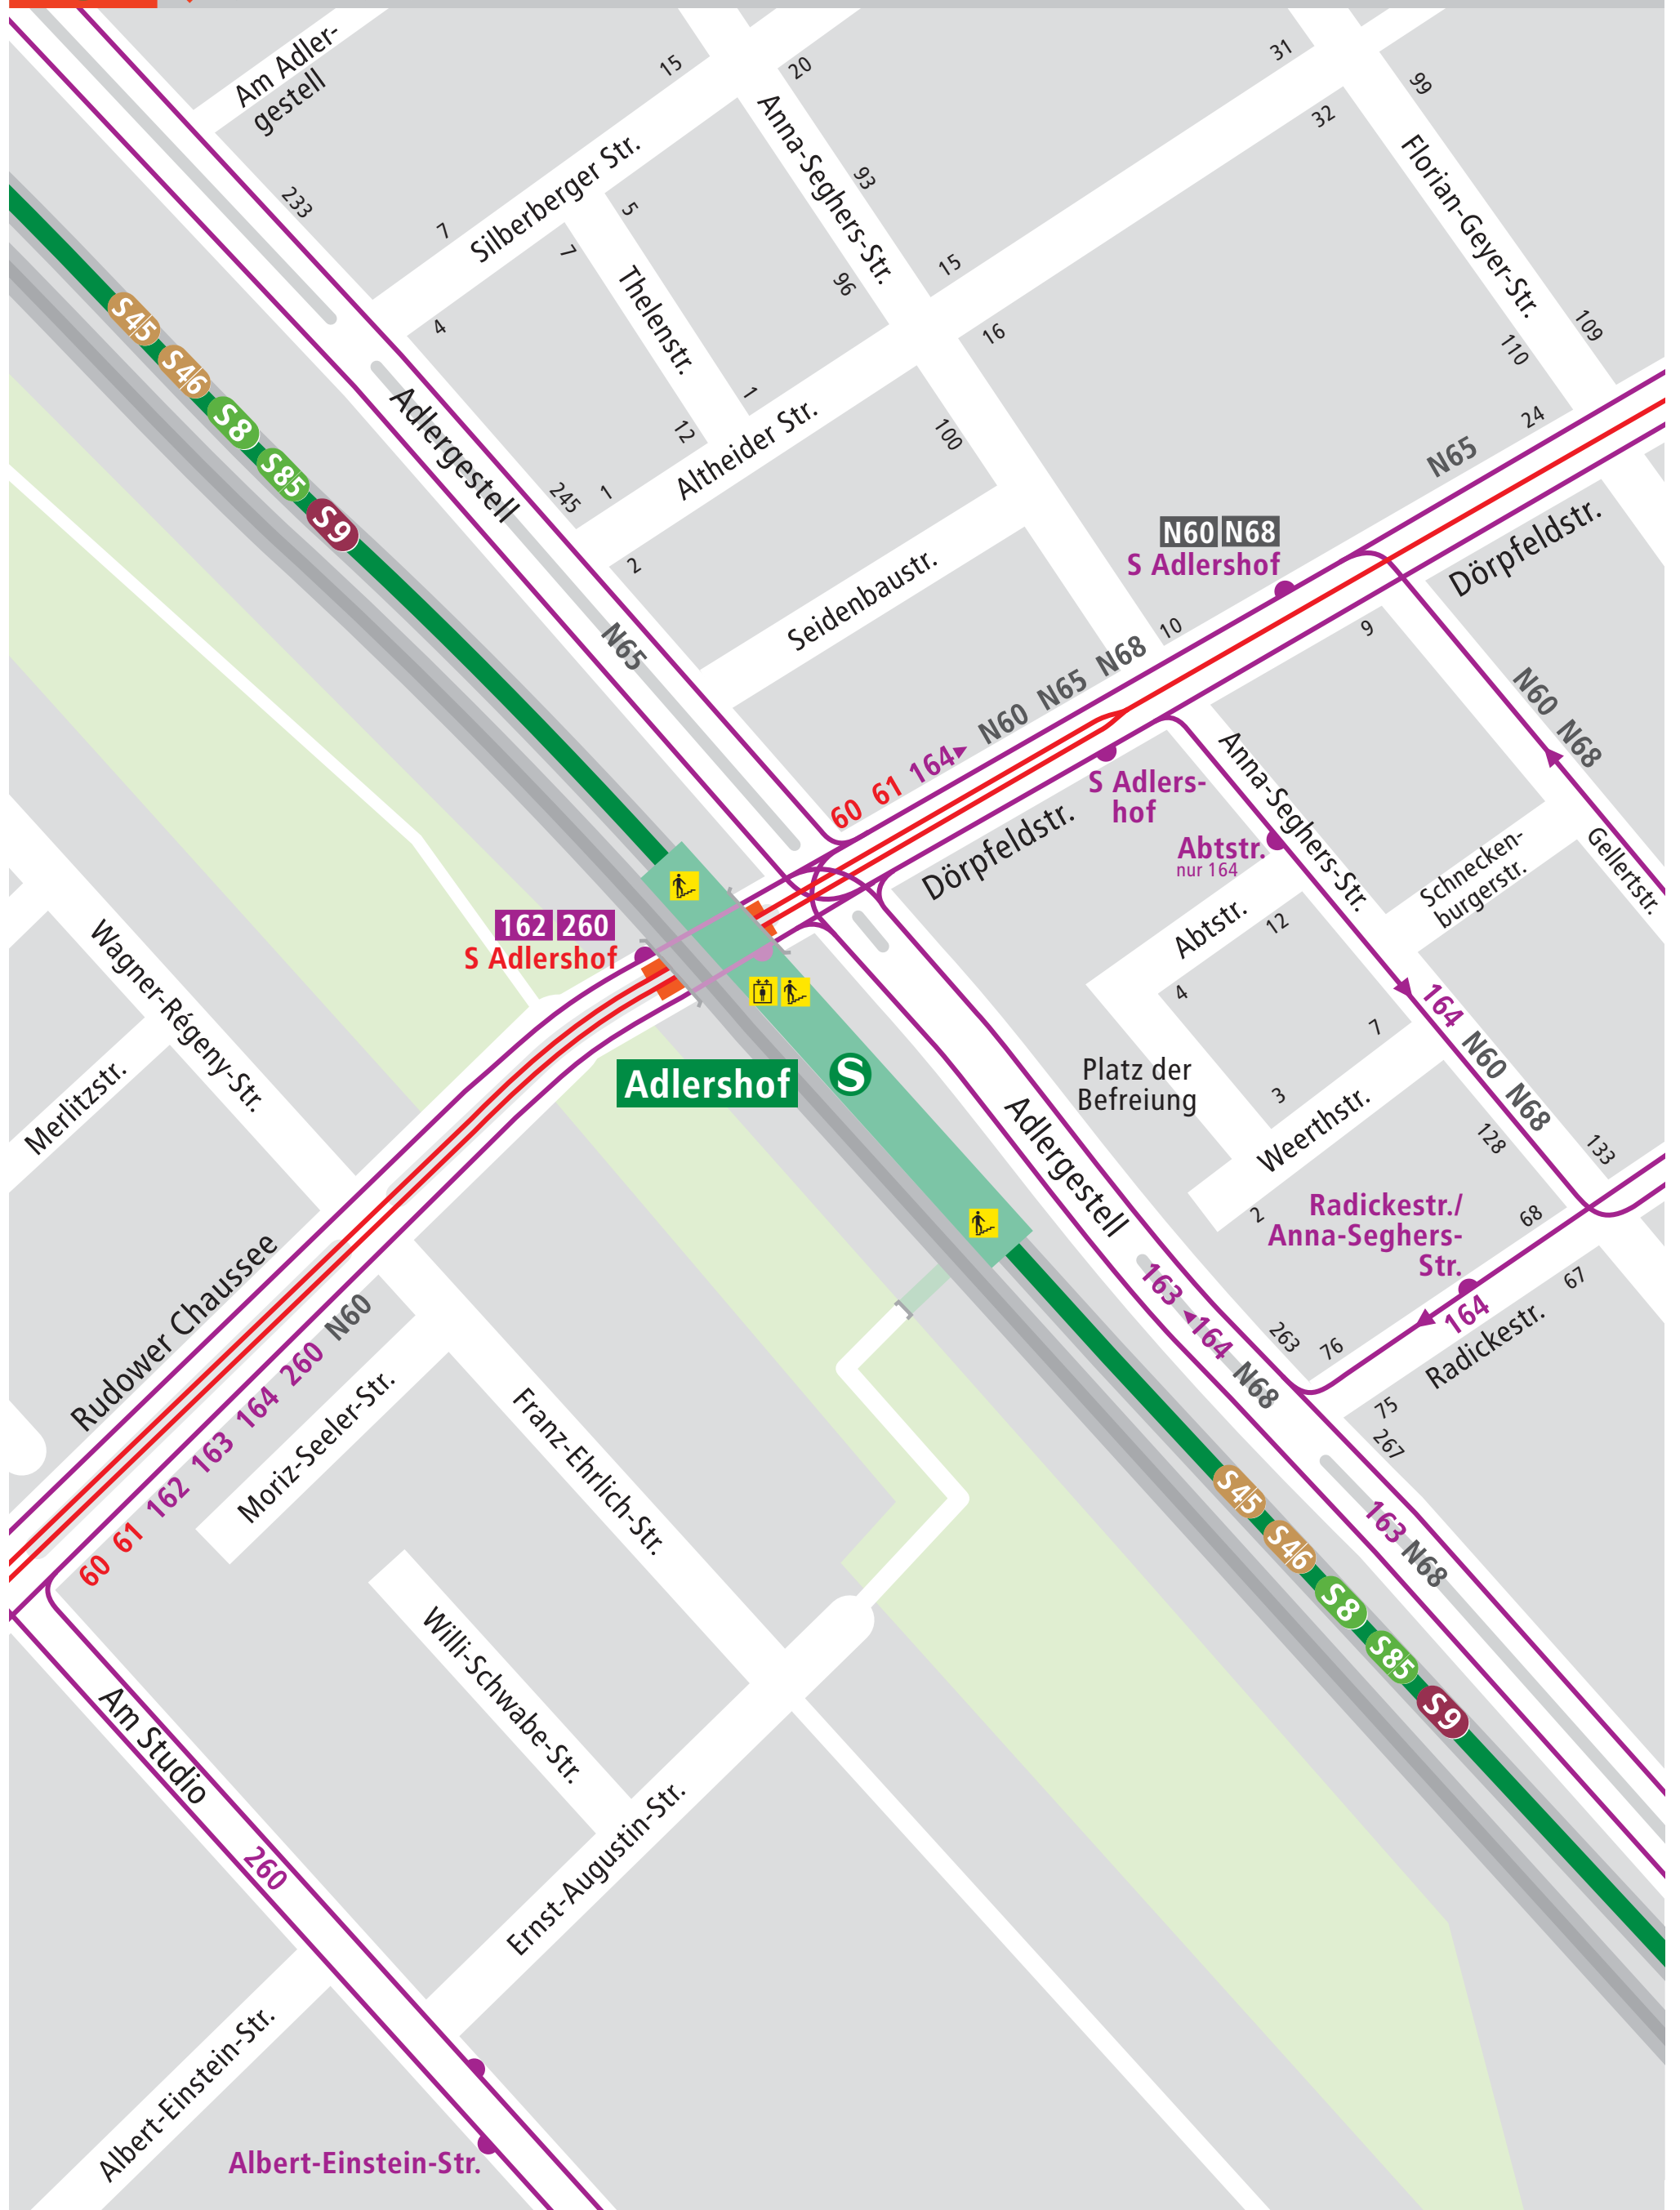 Am Adler-
gestell
15
20
31
99
32
Anna-Seghers-Str.
93
Florian-Geyer-Str.
Silberberger Str.
233
7
5
7
4
Thelenstr.
96
15
16
109
110
24
S45
S46
S8
S85
S9
Adlergestell
245
1
12
1
Altheider Str.
100
2
N65
N65
Dörpfeldstr.
N60 N68
S Adlershof
Seidenbaustr.
10
9
60 61 164 N60 N65 N68
N60 N68
S Adlers-
hof
Abtstr.
nur 164
Anna-Seghers-Str.
Dörpfeldstr.
Schnecken-
burgerstr.
Gellertstr.
162 260
S Adlershof
Abtstr.
12
4
7
3
164 N60 N68
Wagner-Régeny-Str.
Merlitzstr.
Adlershof
S
Platz der
Befreiung
Weerthstr.
Adlergestell
128
133
2
68
67
Radickestr./
Anna-Seghers-
Str.
164
Radickestr.
163 164 N68
263
76
75
267
Rudower Chaussee
60 61 162 163 164 260 N60
Moriz-Seeler-Str.
Franz-Ehrlich-Str.
S45
S46
S8
S85
S9
163 N68
Willi-Schwabe-Str.
Am Studio
260
Ernst-Augustin-Str.
Albert-Einstein-Str.
Albert-Einstein-Str.